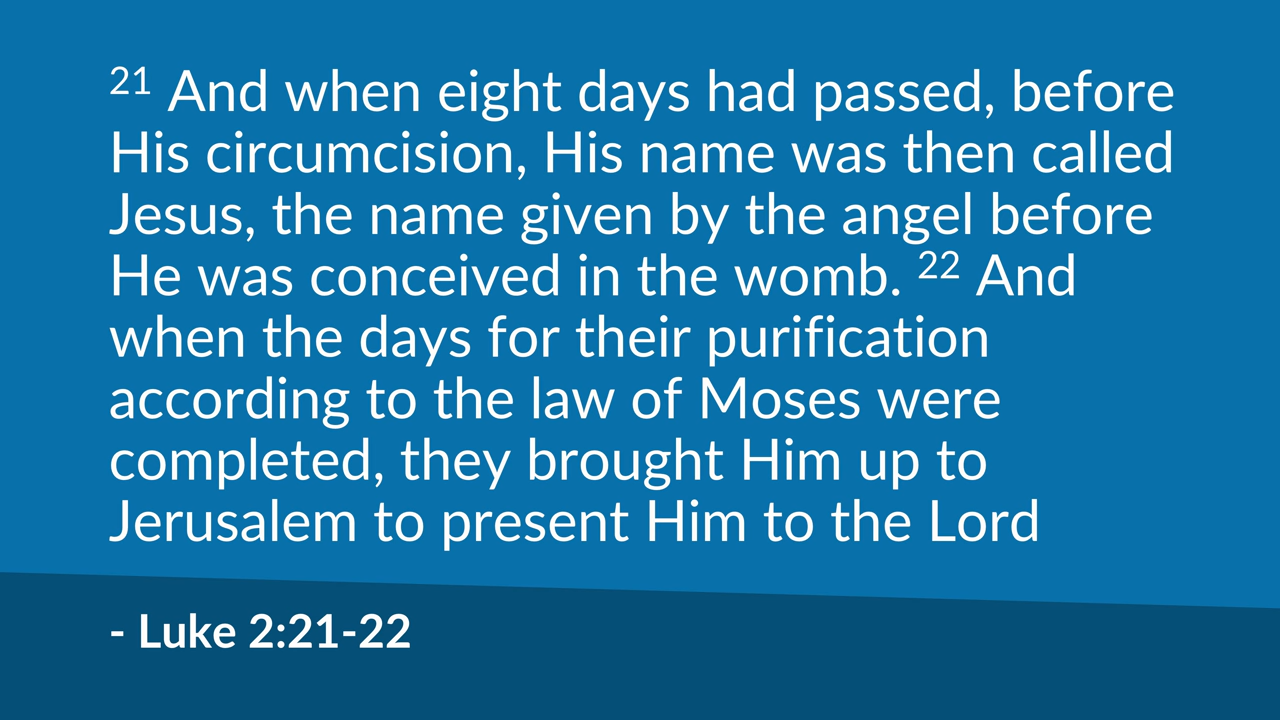 21 And when eight days had passed, before
His circumcision, His name was then called
Jesus, the name given by the angel before
He was conceived in the womb. 22 And
when the days for their purification
according to the law of Moses were
completed, they brought Him up to
Jerusalem to present Him to the Lord
- Luke 2:21-22